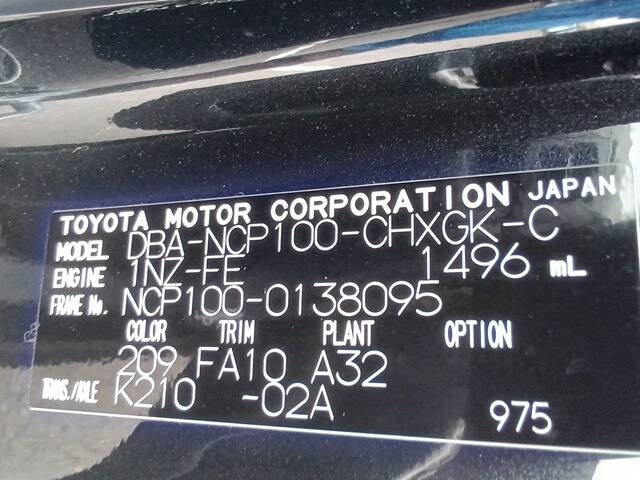 TOYOTA MOTOR CORPORATION JAPAN
MODEL DBA-NCP100-CHXGK-C
ENGINE 1NZ-FE 1496 mL
FRAME No. NCP100-0138095
COLOR TRIM PLANT OPTION
209 FA10 A32
TRANS./AXLE K210 -02A
975